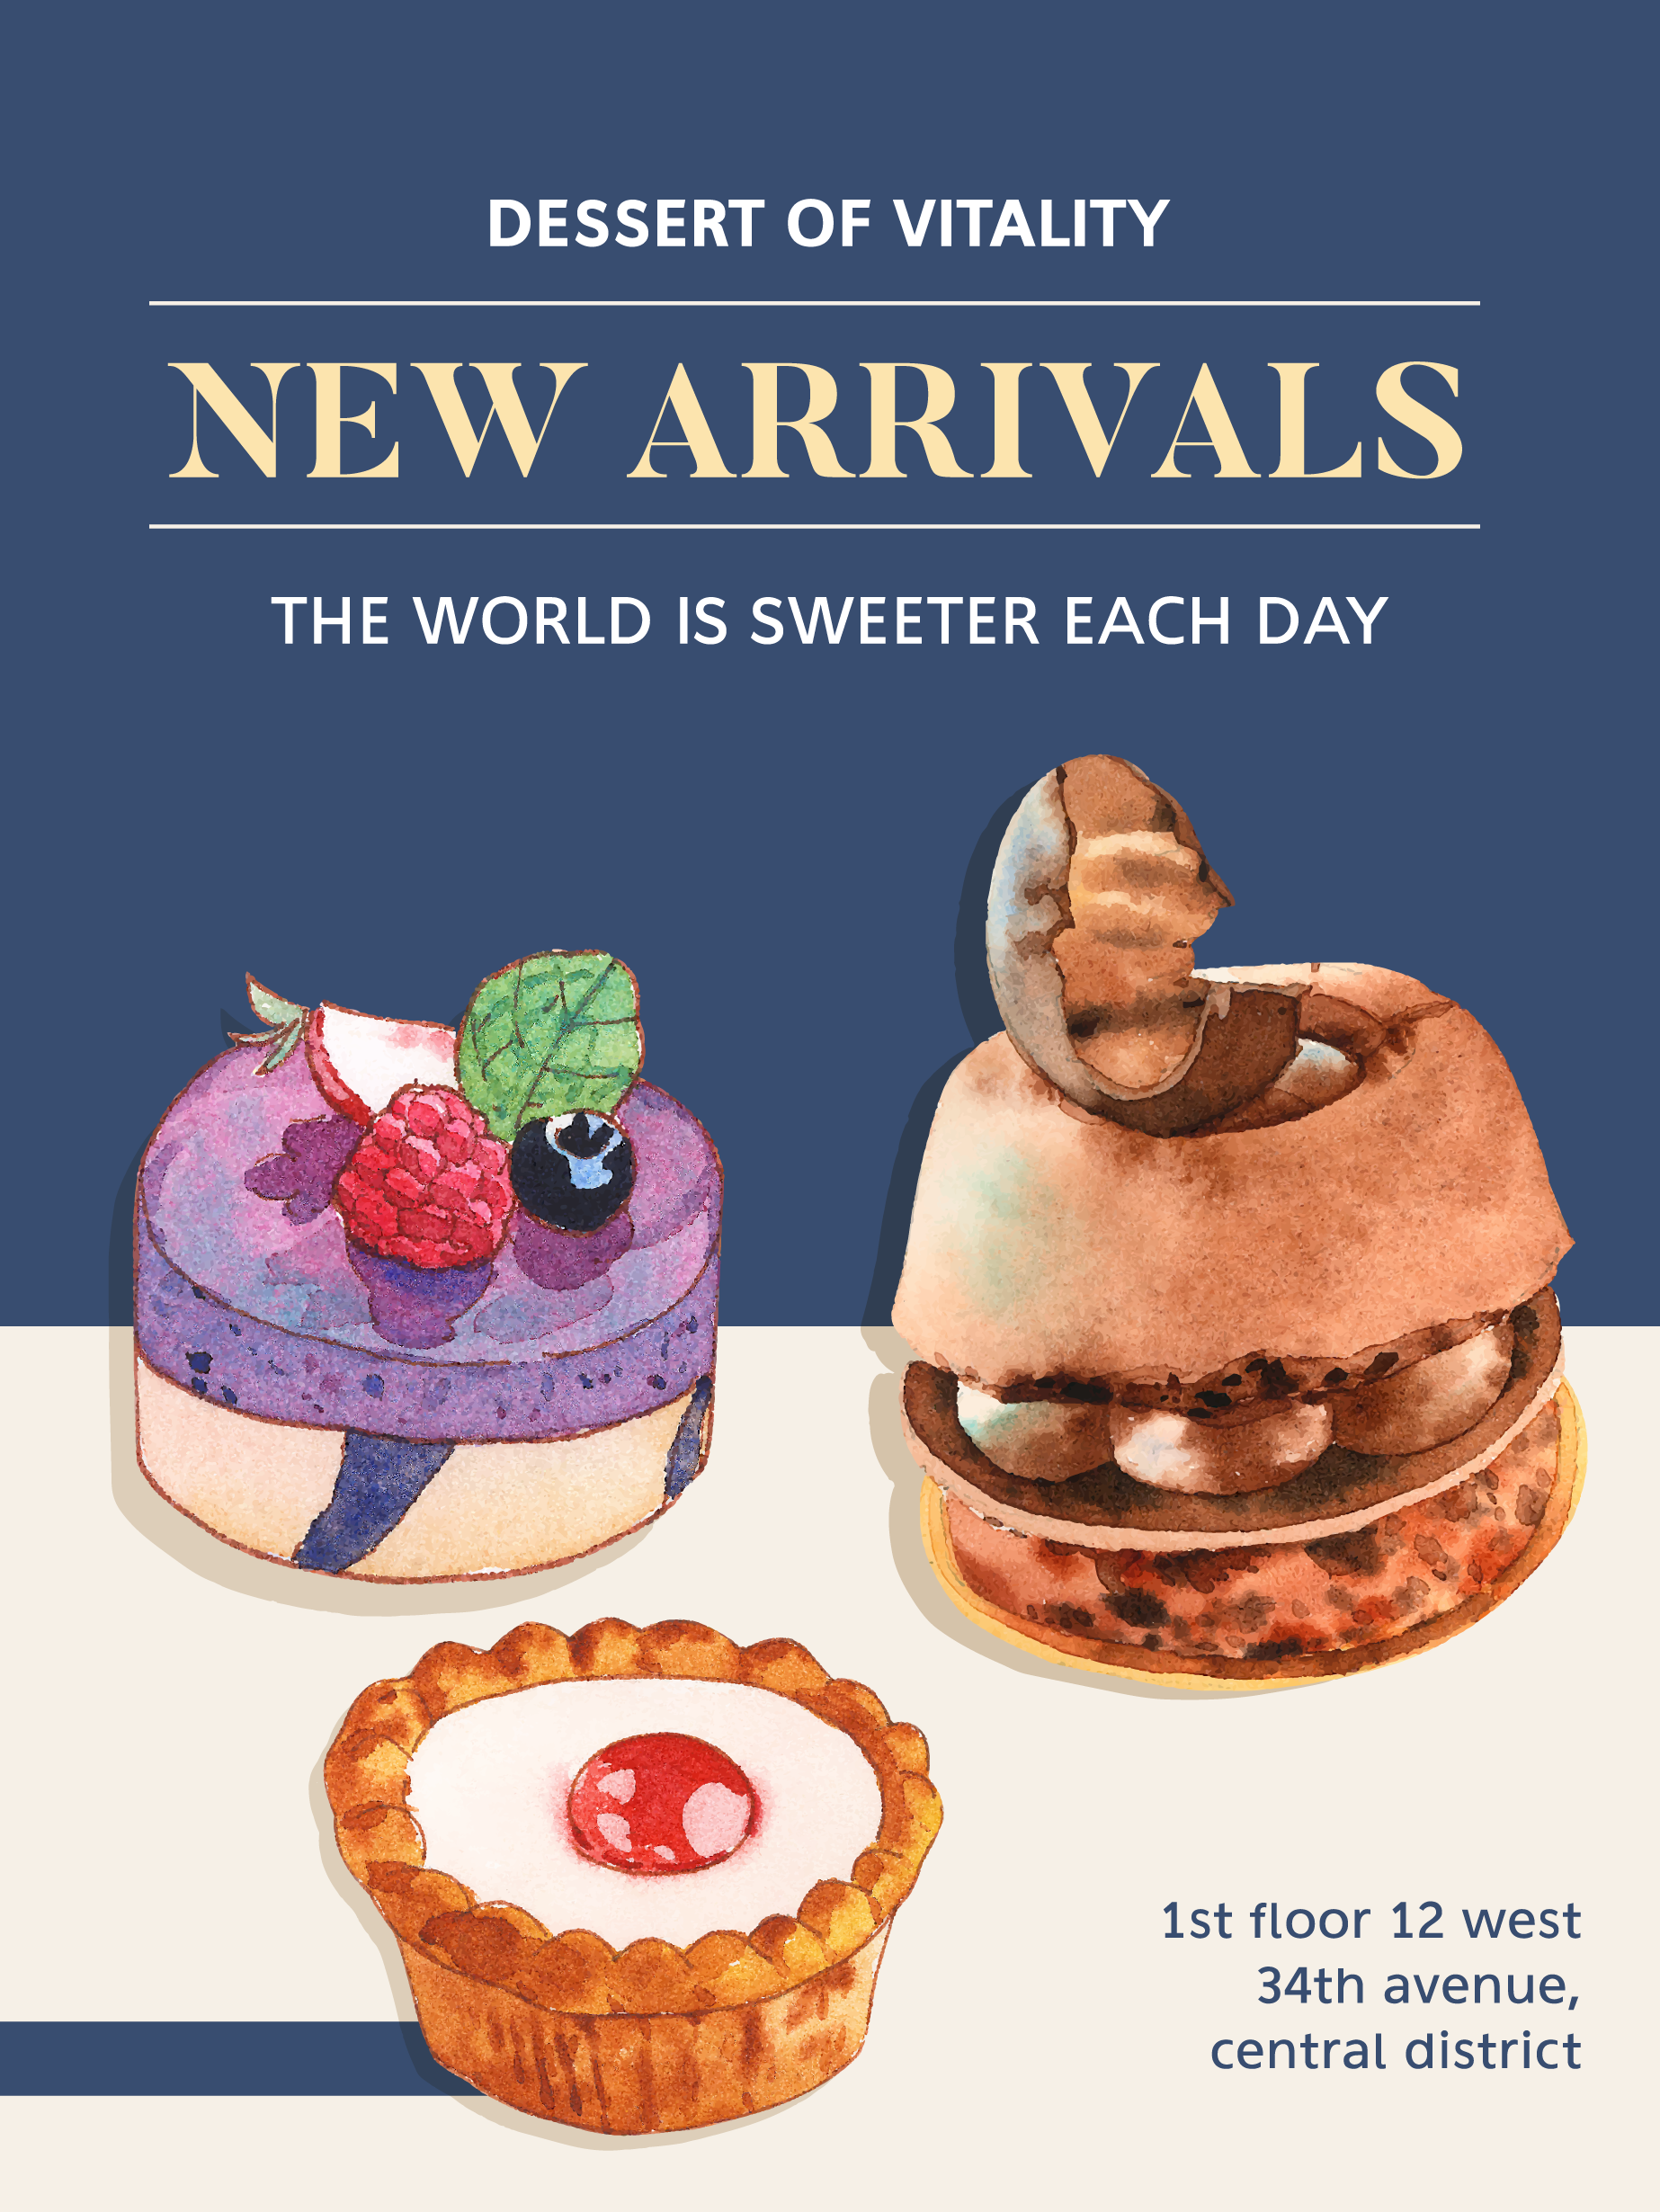 DESSERT OF VITALITY
NEW ARRIVALS
THE WORLD IS SWEETER EACH DAY
1st floor 12 west
34th avenue,
central district